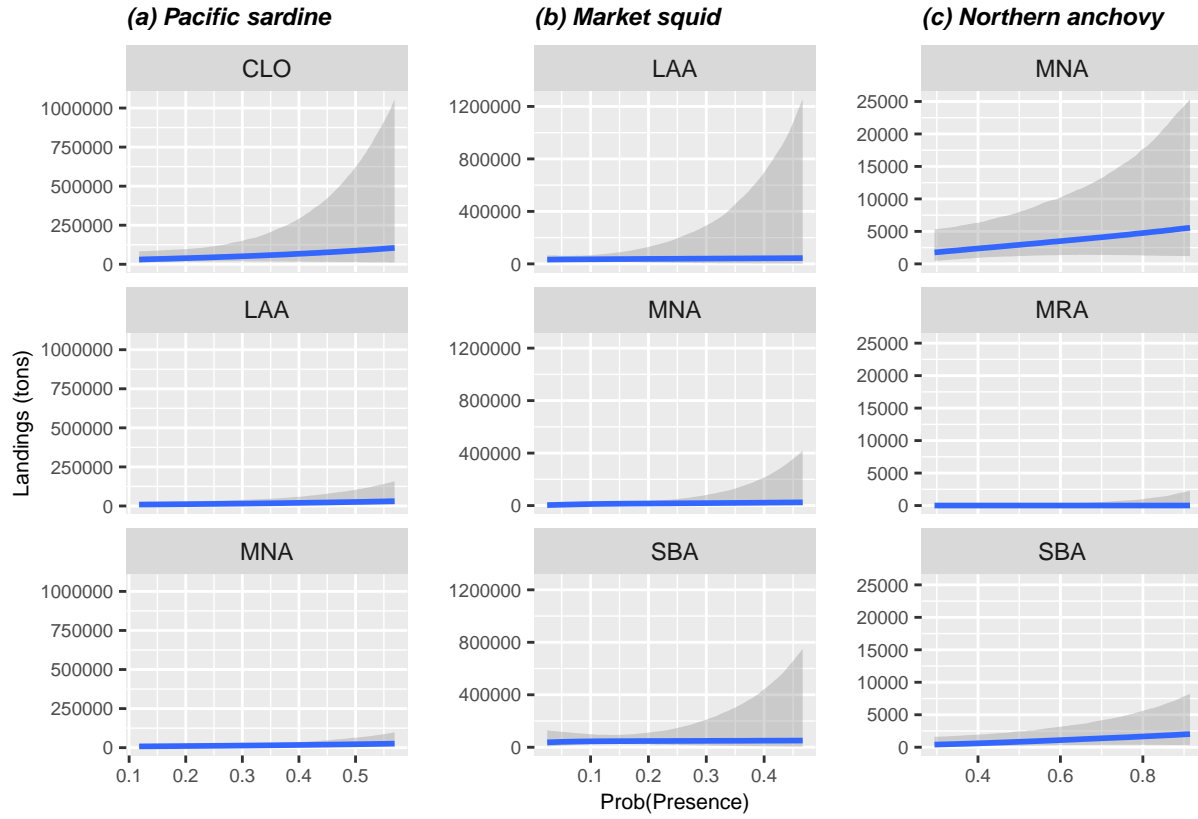 (a) Pacific sardine
(b) Market squid
(c) Northern anchovy
CLO
1000000
750000
500000
250000
0
LAA
1000000
750000
500000
250000
0
MNA
1000000
750000
500000
250000
0
0.1 0.2 0.3 0.4 0.5
LAA
1200000
800000
400000
0
MNA
1200000
800000
400000
0
SBA
1200000
800000
400000
0
0.1 0.2 0.3 0.4
MNA
25000
20000
15000
10000
5000
0
MRA
25000
20000
15000
10000
5000
0
SBA
25000
20000
15000
10000
5000
0
0.4 0.6 0.8
Landings (tons)
Prob(Presence)